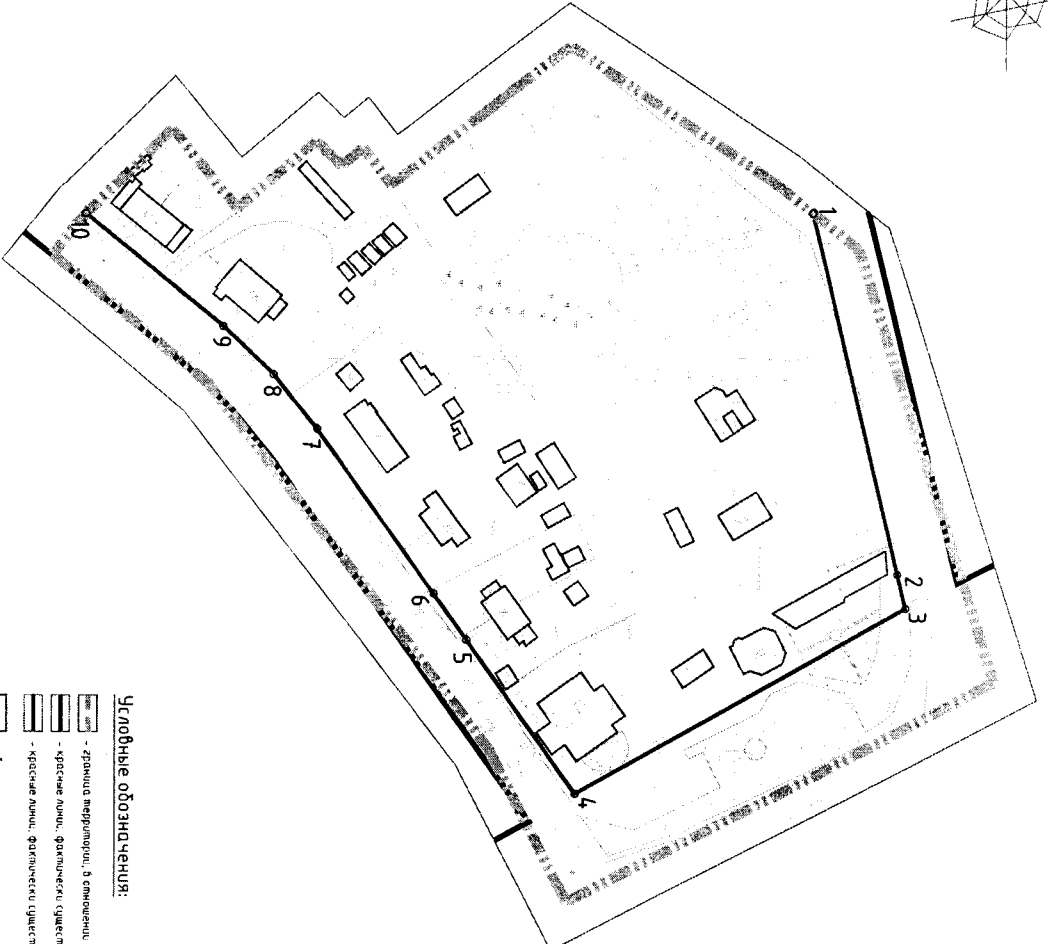 1
2
3
4
5
6
7
8
9
10
Условные обозначения:
- граница территории, в отношении
- красные линии, фактически сущест
- красные линии, фактически сущест